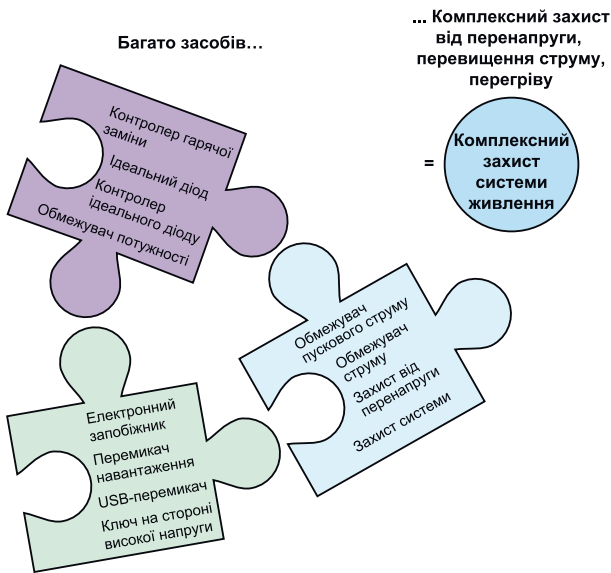 Багато засобів…
... Комплексний захист
від перенапруги,
перевищення струму,
перегріву
=
Комплексний
захист
системи
живлення
Контролер гарячої
заміни
Ідеальний діод
Контролер
ідеального діоду
Обмежувач потужності
Обмежувач
пускового струму
Обмежувач
струму
Захист від
перенапруги
Захист системи
Електронний
запобіжник
Перемикач
навантаження
USB-перемикач
Ключ на стороні
високої напруги